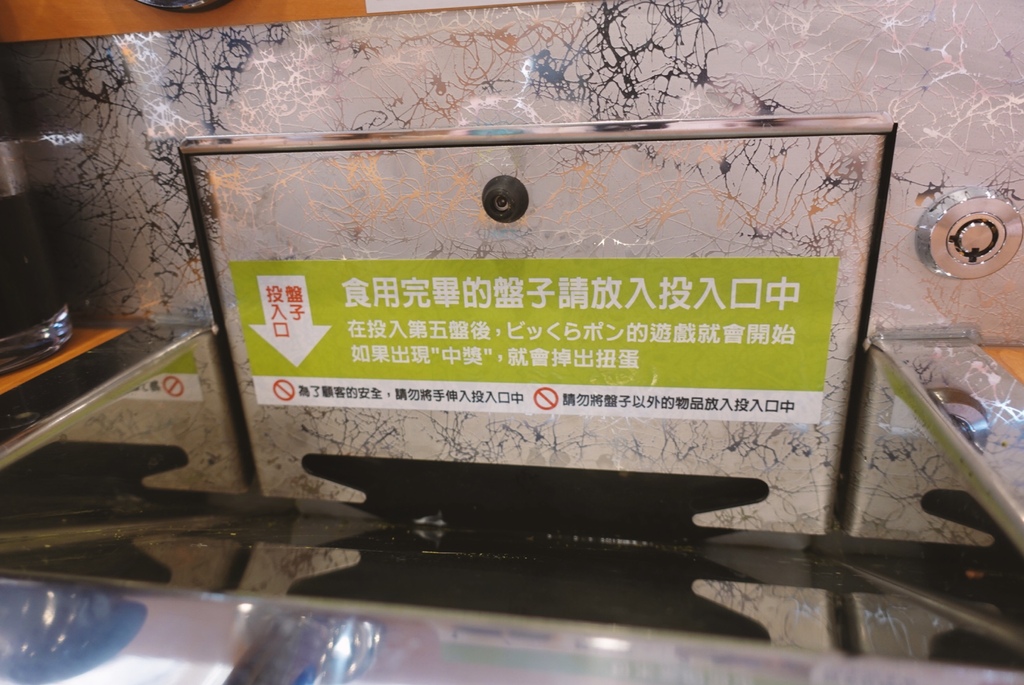 盤子
投入口
食用完畢的盤子請放入投入口中
在投入第五盤後，ビッくらポン的遊戲就會開始
如果出現"中獎"，就會掉出扭蛋
為了顧客的安全，請勿將手伸入投入口中
請勿將盤子以外的物品放入投入口中